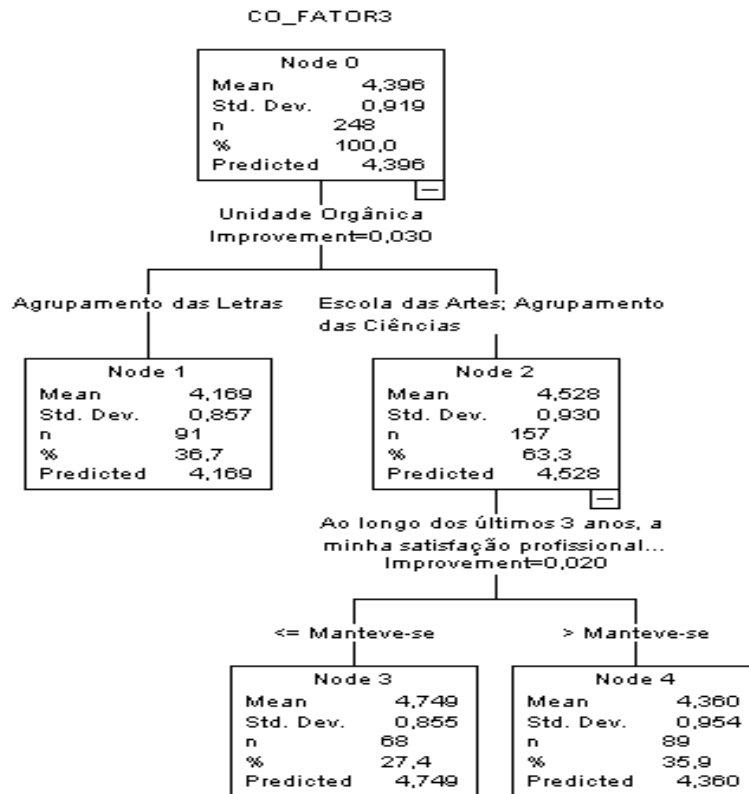 CO_FATOR3
Node 0
Mean 4,396
Std. Dev. 0,919
n 248
% 100,0
Predicted 4,396
Unidade Orgânica
Improvement=0,030
Agrupamento das Letras
Escola das Artes; Agrupamento
das Ciências
Node 1
Mean 4,169
Std. Dev. 0,857
n 91
% 36,7
Predicted 4,169
Node 2
Mean 4,528
Std. Dev. 0,930
n 157
% 63,3
Predicted 4,528
Ao longo dos últimos 3 anos, a
minha satisfação profissional...
Improvement=0,020
<= Manteve-se
> Manteve-se
Node 3
Mean 4,749
Std. Dev. 0,855
n 68
% 27,4
Predicted 4,749
Node 4
Mean 4,360
Std. Dev. 0,954
n 89
% 35,9
Predicted 4,360